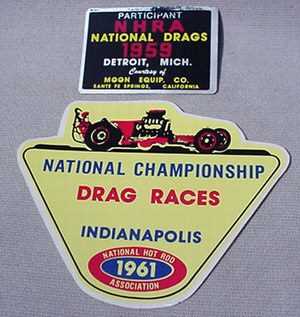 PARTICIPANT
NHRA
NATIONAL DRAGS
1959
DETROIT, MICH.
Courtesy of
MOON EQUIP. CO.
SANTA FE SPRINGS, CALIFORNIA
NATIONAL CHAMPIONSHIP
DRAG RACES
INDIANAPOLIS
NATIONAL HOT ROD
1961
ASSOCIATION